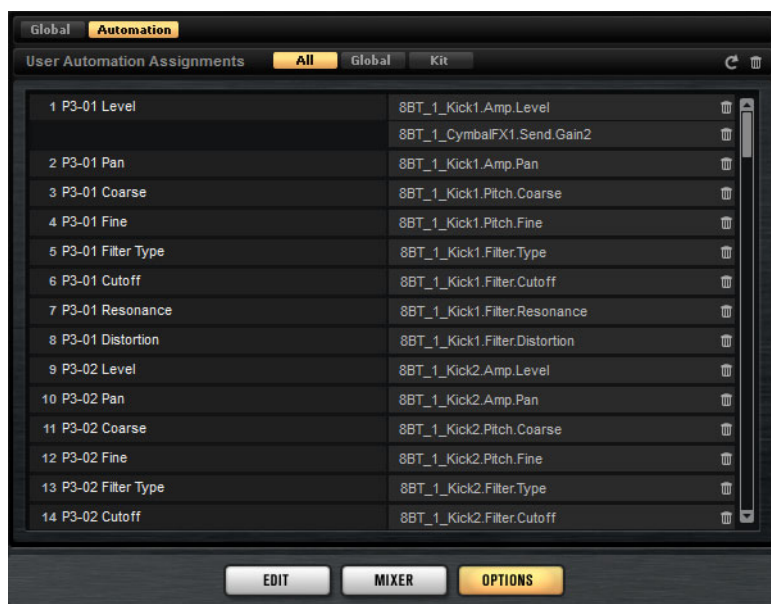 Global Automation
User Automation Assignments All Global Kit
1 P3-01 Level 8BT_1_Kick1.Amp.Level
8BT_1_CymbalFX1.Send.Gain2
2 P3-01 Pan 8BT_1_Kick1.Amp.Pan
3 P3-01 Coarse 8BT_1_Kick1.Pitch.Coarse
4 P3-01 Fine 8BT_1_Kick1.Pitch.Fine
5 P3-01 Filter Type 8BT_1_Kick1.Filter.Type
6 P3-01 Cutoff 8BT_1_Kick1.Filter.Cutoff
7 P3-01 Resonance 8BT_1_Kick1.Filter.Resonance
8 P3-01 Distortion 8BT_1_Kick1.Filter.Distortion
9 P3-02 Level 8BT_1_Kick2.Amp.Level
10 P3-02 Pan 8BT_1_Kick2.Amp.Pan
11 P3-02 Coarse 8BT_1_Kick2.Pitch.Coarse
12 P3-02 Fine 8BT_1_Kick2.Pitch.Fine
13 P3-02 Filter Type 8BT_1_Kick2.Filter.Type
14 P3-02 Cutoff 8BT_1_Kick2.Filter.Cutoff
EDIT MIXER OPTIONS